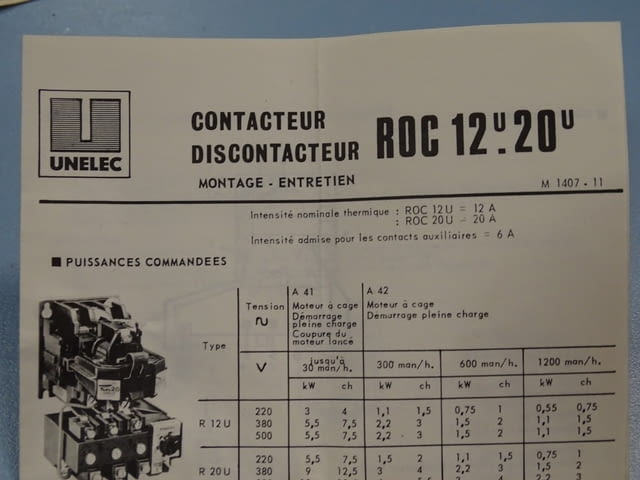 UNELEC
CONTACTEUR
DISCONTACTEUR
ROC 12U.20U
MONTAGE - ENTRETIEN
M 1407 - 11
Intensité nominale thermique : ROC 12U = 12 A
: ROC 20U = 20 A
Intensité admise pour les contacts auxiliaires = 6 A
PUISSANCES COMMANDEES
Type
Tension
V
A 41
Moteur à cage
Démarrage
pleine charge
Coupure du
moteur lancé
A 42
Moteur à cage
Démarrage pleine charge
jusqu'à
30 man/h. 300 man/h. 600 man/h. 1200 man/h.
kW ch kW ch kW ch kW ch
R 12U
220 3 4 1,1 1,5 0,75 1 0,55 0,75
380 5,5 7,5 2,2 3 1,5 2 1,1 1,5
500 5,5 7,5 2,2 3 1,5 2 1,1 1,5
R 20U
220 5,5 7,5 1,5 2 1,1 1,5 0,75 1
380 9 12,5 3 4 2,2 3 1,5 2